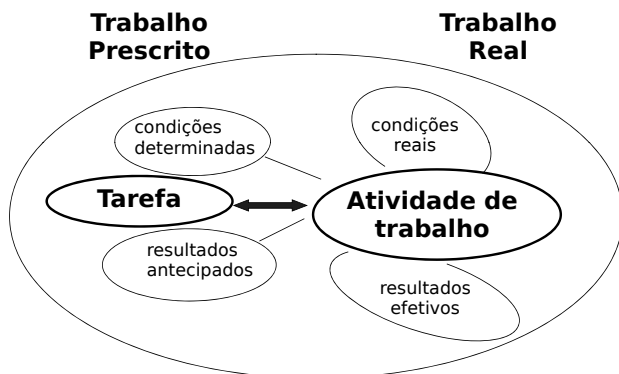 Trabalho
Prescrito
Trabalho
Real
condições
determinadas
condições
reais
Tarefa
Atividade de
trabalho
resultados
antecipados
resultados
efetivos